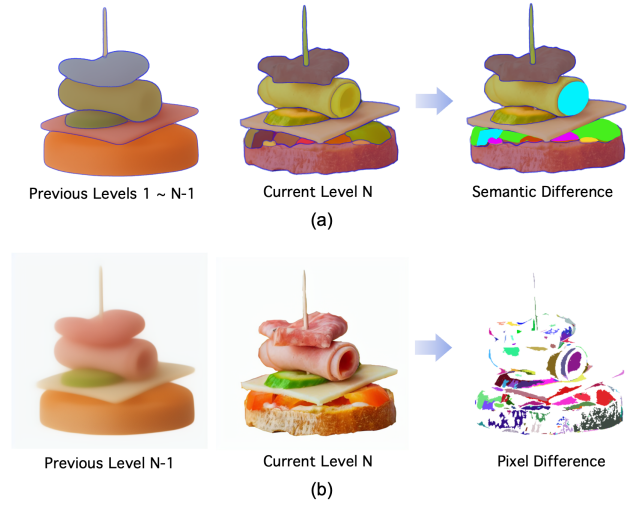 Previous Levels 1 ~ N-1 Current Level N Semantic Difference
(a)
Previous Level N-1 Current Level N Pixel Difference
(b)